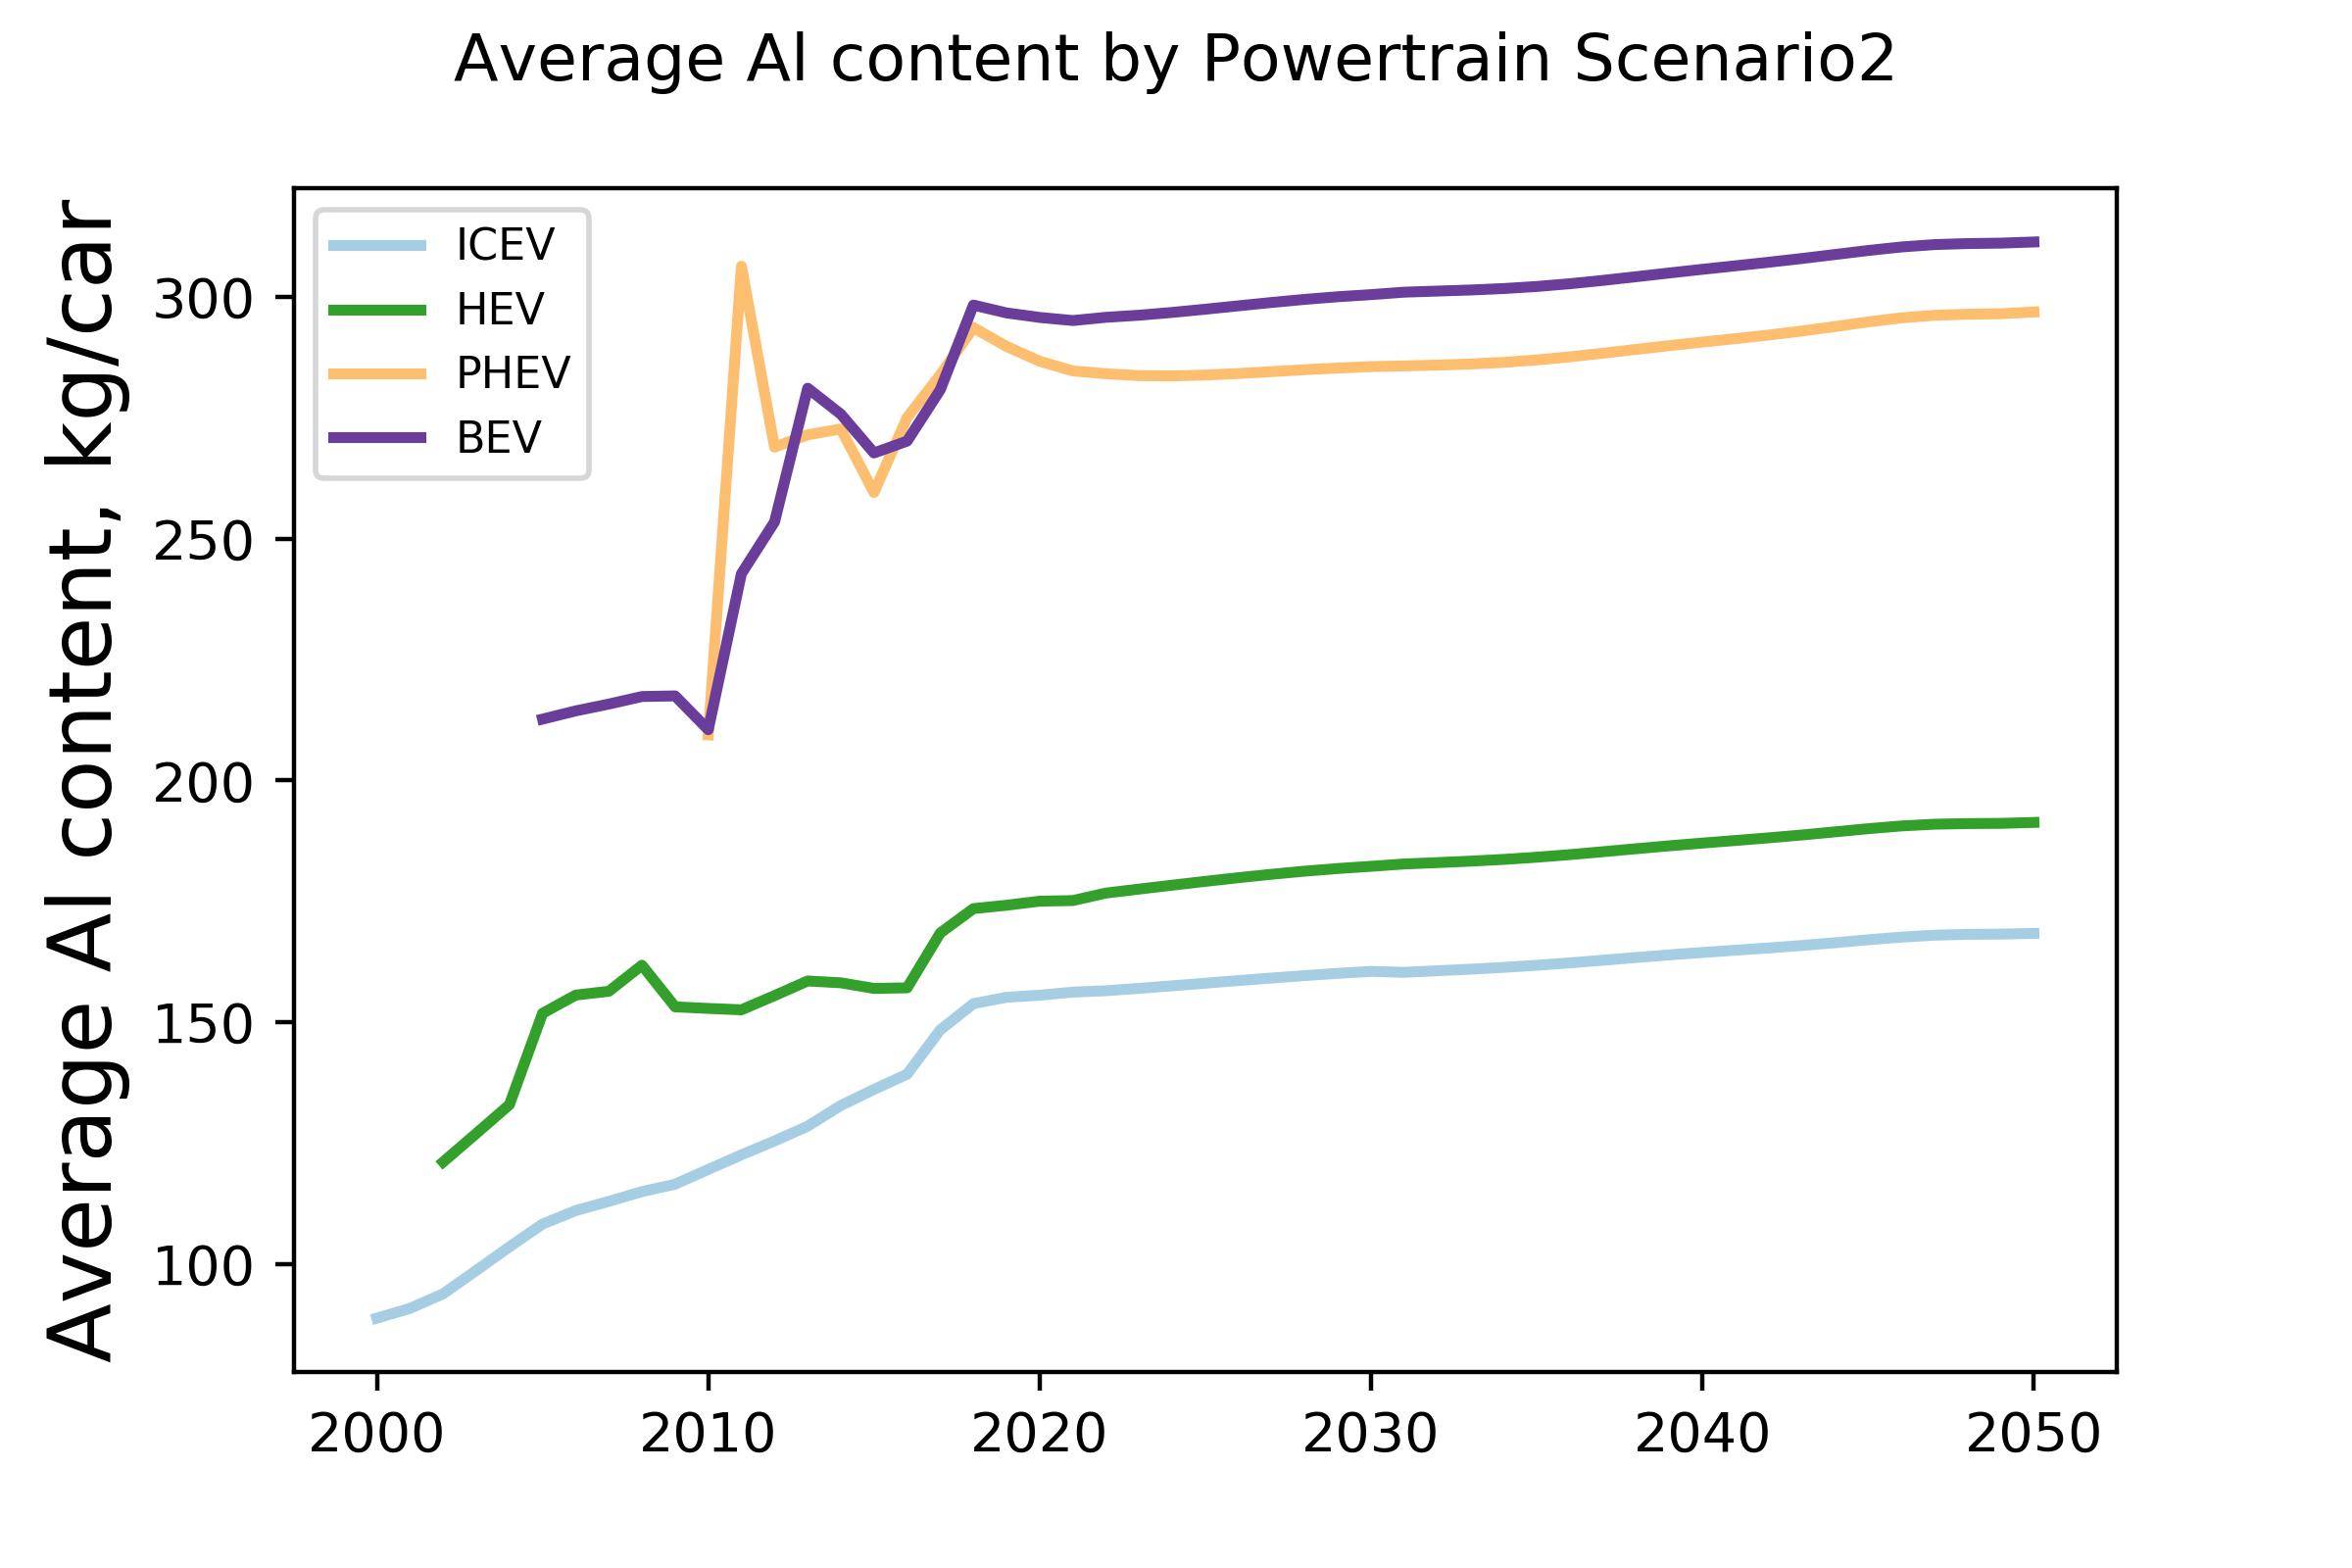 Average Al content by Powertrain Scenario2
Average Al content, kg/car
ICEV
HEV
PHEV
BEV
300
250
200
150
100
2000 2010 2020 2030 2040 2050